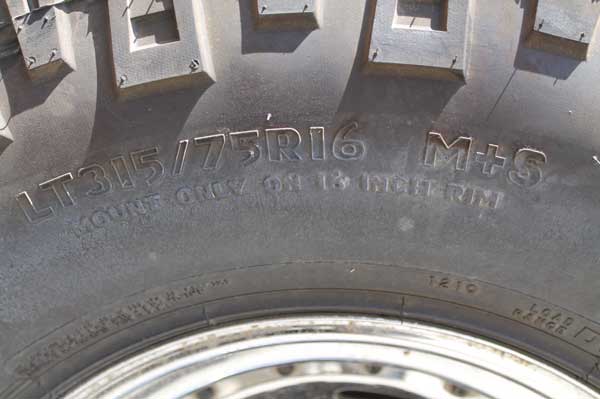 LT315/75R16 M+S
MOUNT ONLY ON 16 INCH RIM
1210
LOAD
RANGE